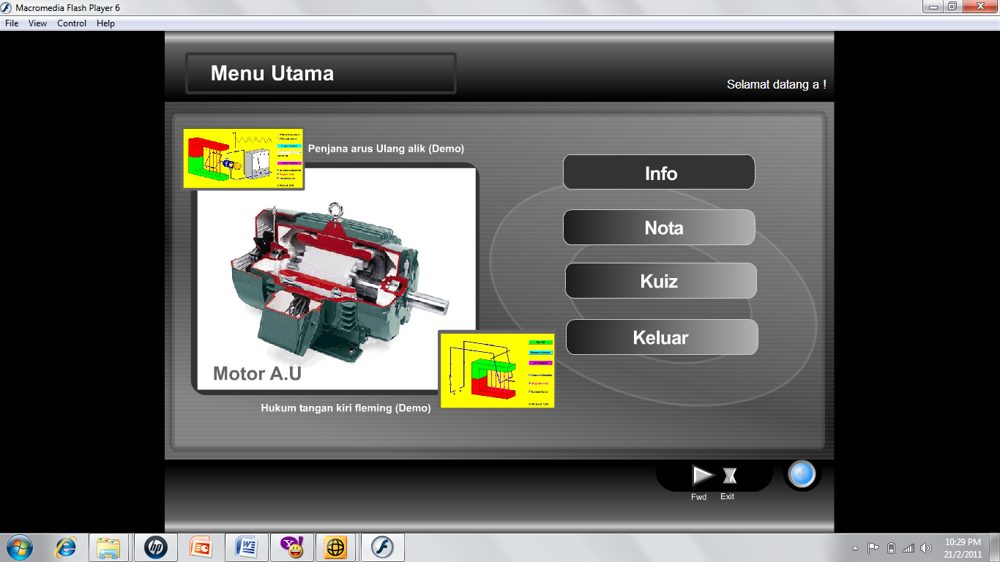 Macromedia Flash Player 6
File View Control Help
Menu Utama
Selamat datang a !
Penjana arus Ulang alik (Demo)
Info
Nota
Kuiz
Keluar
Motor A.U
Hukum tangan kiri fleming (Demo)
Fwd Exit
10:29 PM
21/2/2011